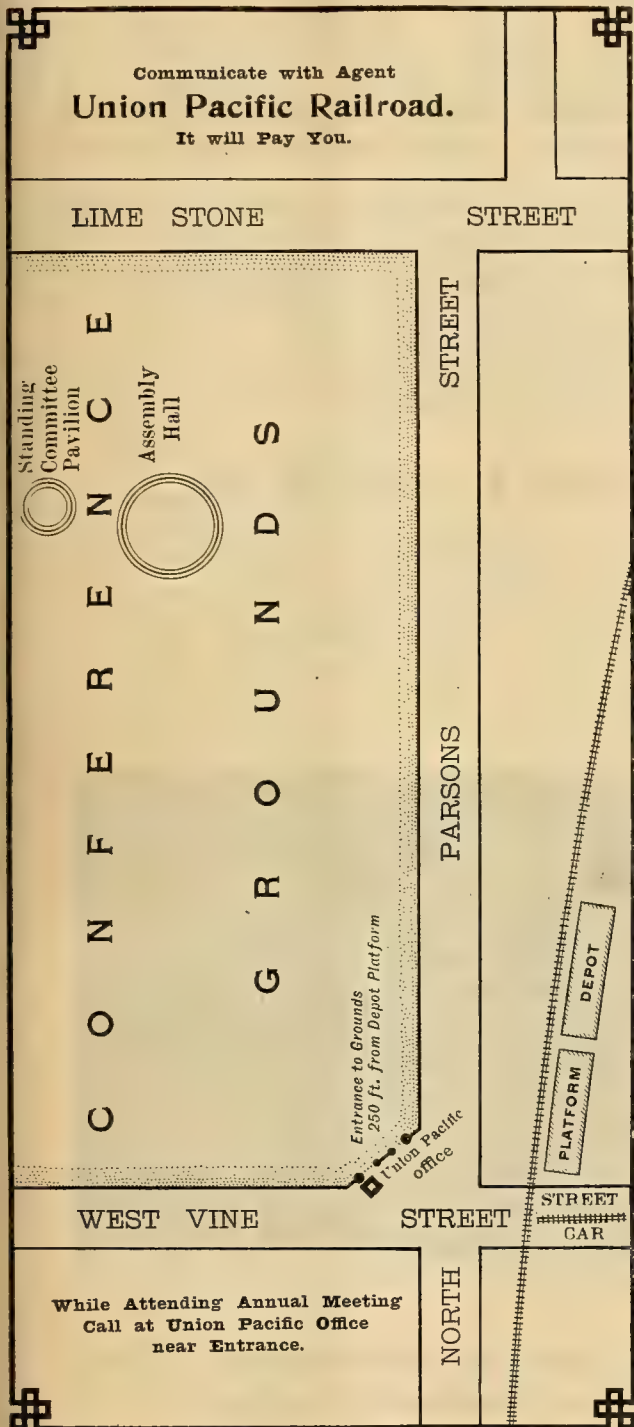 Communicate with Agent
Union Pacific Railroad.
It will Pay You.
LIME STONE STREET
Standing
Committee
Pavilion
Assembly
Hall
CONFERENCE
GROUNDS
NORTH PARSONS STREET
Entrance to Grounds
250 ft. from Depot Platform
Union Pacific
office
DEPOT
PLATFORM
WEST VINE STREET
STREET
CAR
While Attending Annual Meeting
Call at Union Pacific Office
near Entrance.